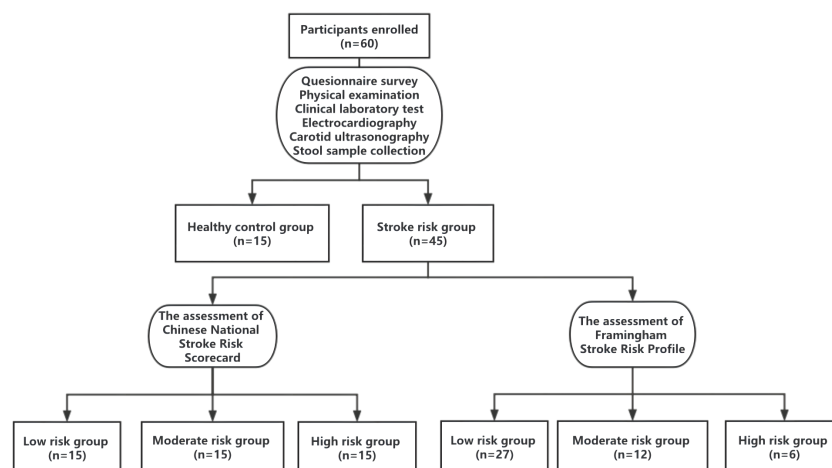 Participants enrolled
(n=60)
Quesionnaire survey
Physical examination
Clinical laboratory test
Electrocardiography
Carotid ultrasonography
Stool sample collection
Healthy control group
(n=15)
Stroke risk group
(n=45)
The assessment of
Chinese National
Stroke Risk
Scorecard
The assessment of
Framingham
Stroke Risk Profile
Low risk group
(n=15)
Moderate risk group
(n=15)
High risk group
(n=15)
Low risk group
(n=27)
Moderate risk group
(n=12)
High risk group
(n=6)